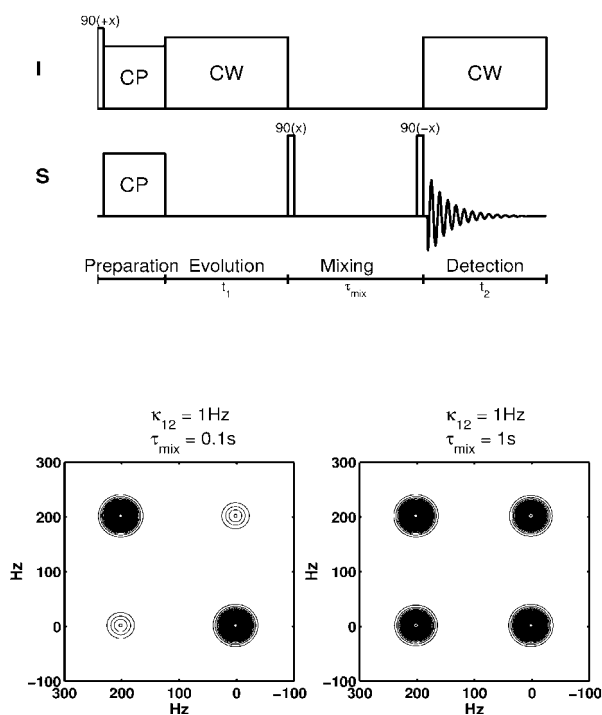 90(+x)
I
CP
CW
CW
90(x)
90(−x)
S
CP
Preparation
Evolution
Mixing
Detection
t₁
τmix
t₂
κ₁₂ = 1Hz
τmix = 0.1s
κ₁₂ = 1Hz
τmix = 1s
300
200
100
0
−100
Hz
300
200
100
0
−100
Hz
300
200
100
0
−100
Hz
300
200
100
0
−100
Hz